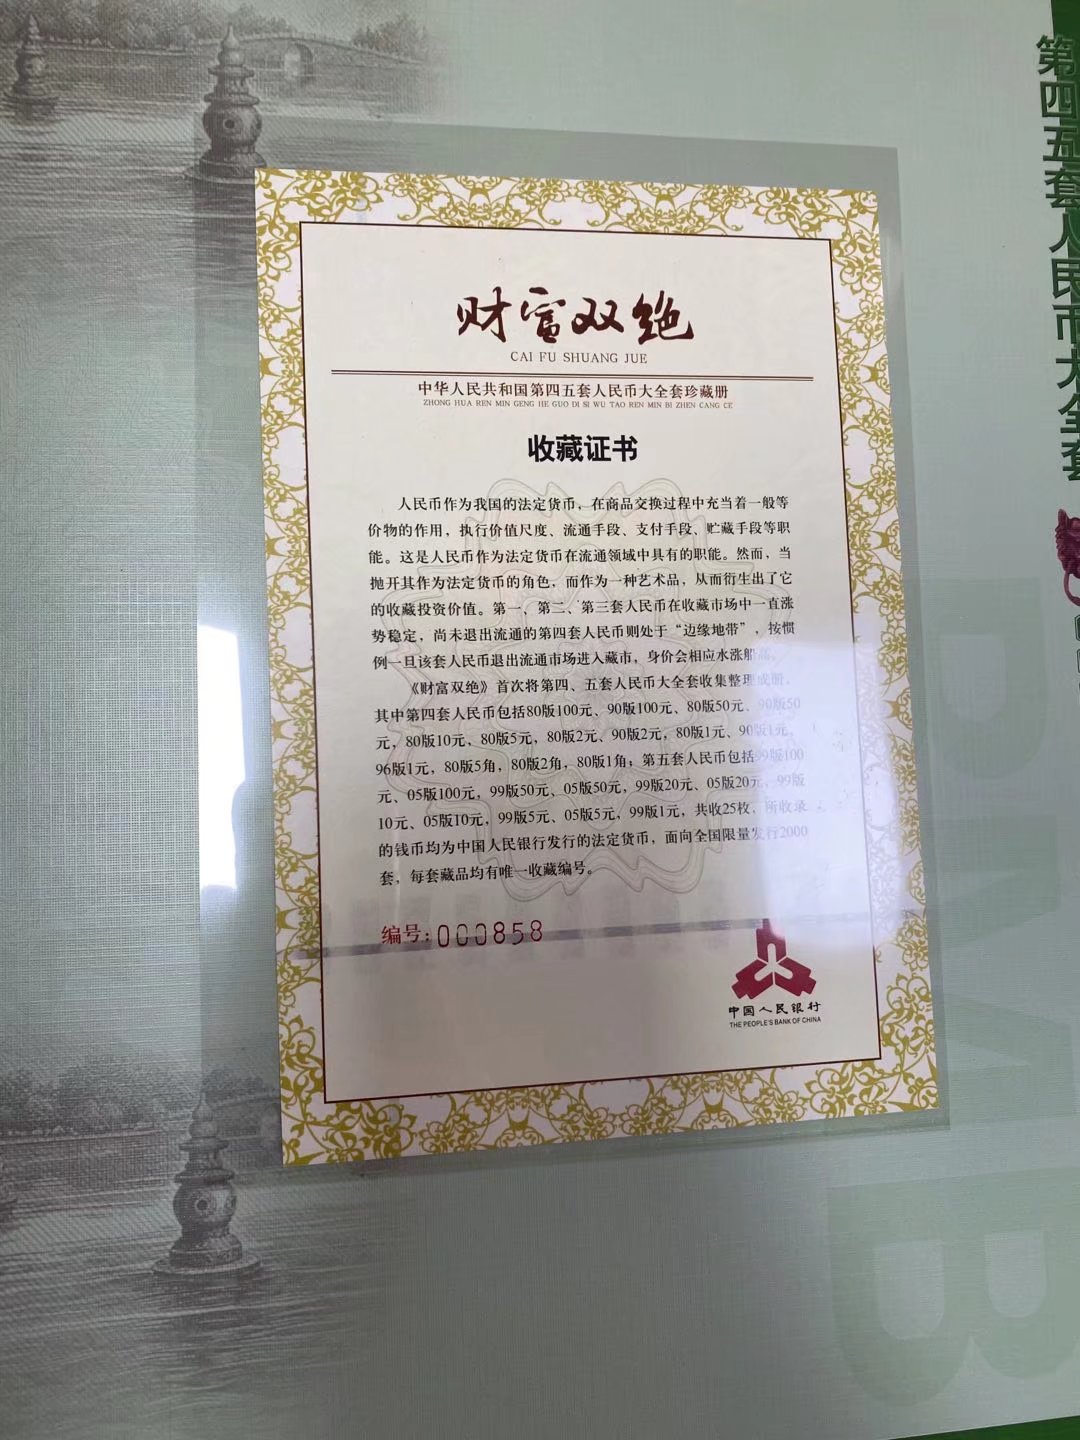 财富双绝
CAI FU SHUANG JUE
中华人民共和国第四五套人民币大全套珍藏册
ZHONG HUA REN MIN GENG HE GUO DI SI WU TAO REN MIN BI ZHEN CANG CE
收藏证书
人民币作为我国的法定货币，在商品交换过程中充当着一般等
价物的作用，执行价值尺度、流通手段、支付手段、贮藏手段等职
能。这是人民币作为法定货币在流通领域中具有的职能。然而，当
抛开其作为法定货币的角色，而作为一种艺术品，从而衍生出了它
的收藏投资价值。第一、第二、第三套人民币在收藏市场中一直涨
势稳定，尚未退出流通的第四套人民币则处于“边缘地带”，按惯
例一旦该套人民币退出流通市场进入藏市，身价会相应水涨船高。
《财富双绝》首次将第四、五套人民币大全套收集整理成册，
其中第四套人民币包括80版100元、90版100元、80版50元、90版50
元，80版10元，80版5元，80版2元、90版2元，80版1元、90版1元、
96版1元，80版5角，80版2角，80版1角；第五套人民币包括99版100
元、05版100元，99版50元、05版50元，99版20元、05版20元，99版
10元、05版10元，99版5元、05版5元，99版1元，共收25枚，所收录
的钱币均为中国人民银行发行的法定货币，面向全国限量发行2000
套，每套藏品均有唯一收藏编号。
编号:000858
中国人民银行
THE PEOPLE'S BANK OF CHINA
第四五套人民币大全套